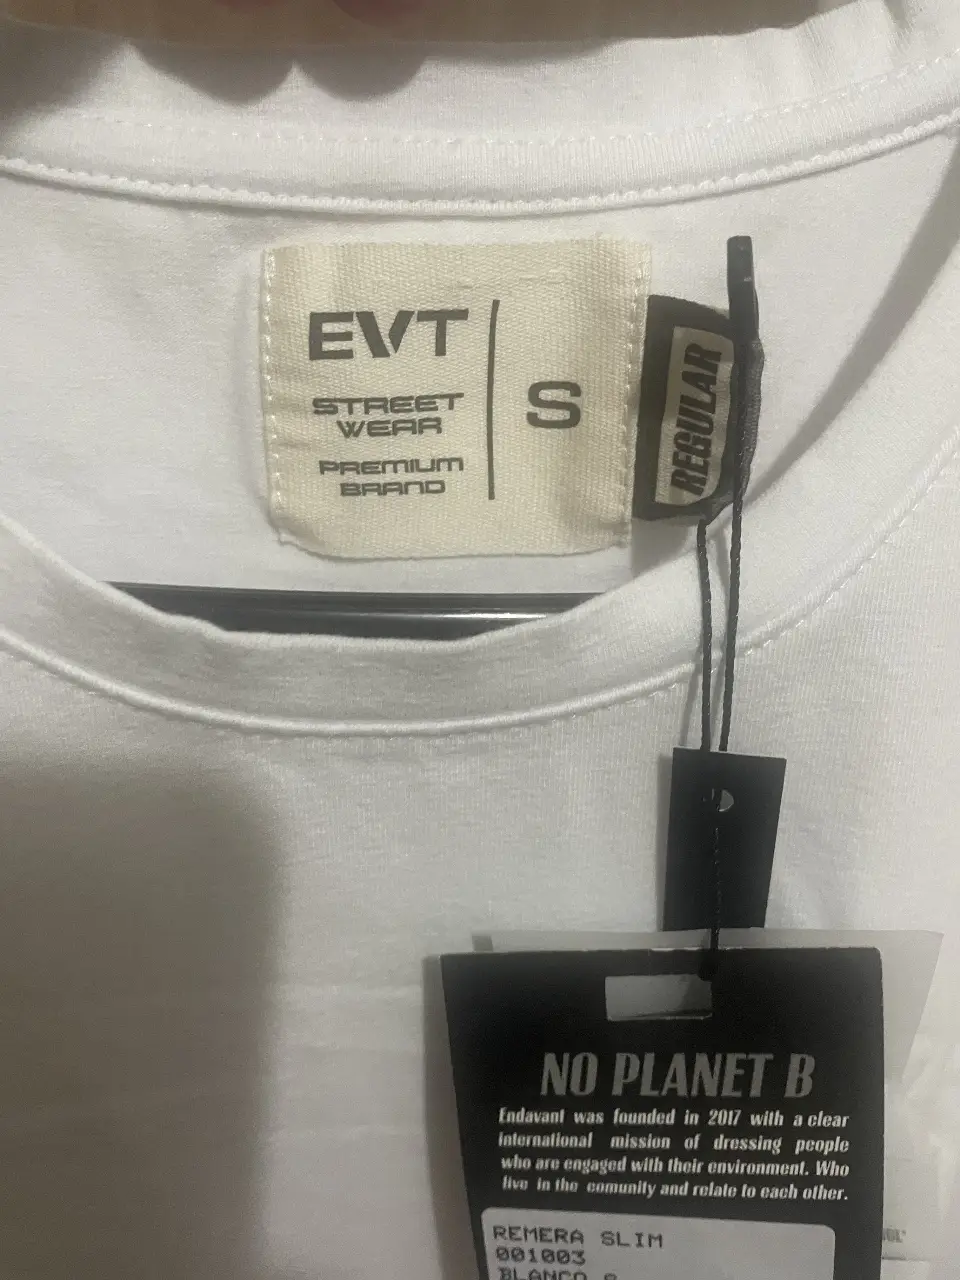 EVT
STREET
WEAR
PREMIUM
BRAND
S
REGULAR
NO PLANET B
Endavant was founded in 2017 with a clear
international mission of dressing people
who are engaged with their environment. Who
live in the comunity and relate to each other.
REMERA SLIM
001003
BLANCO S